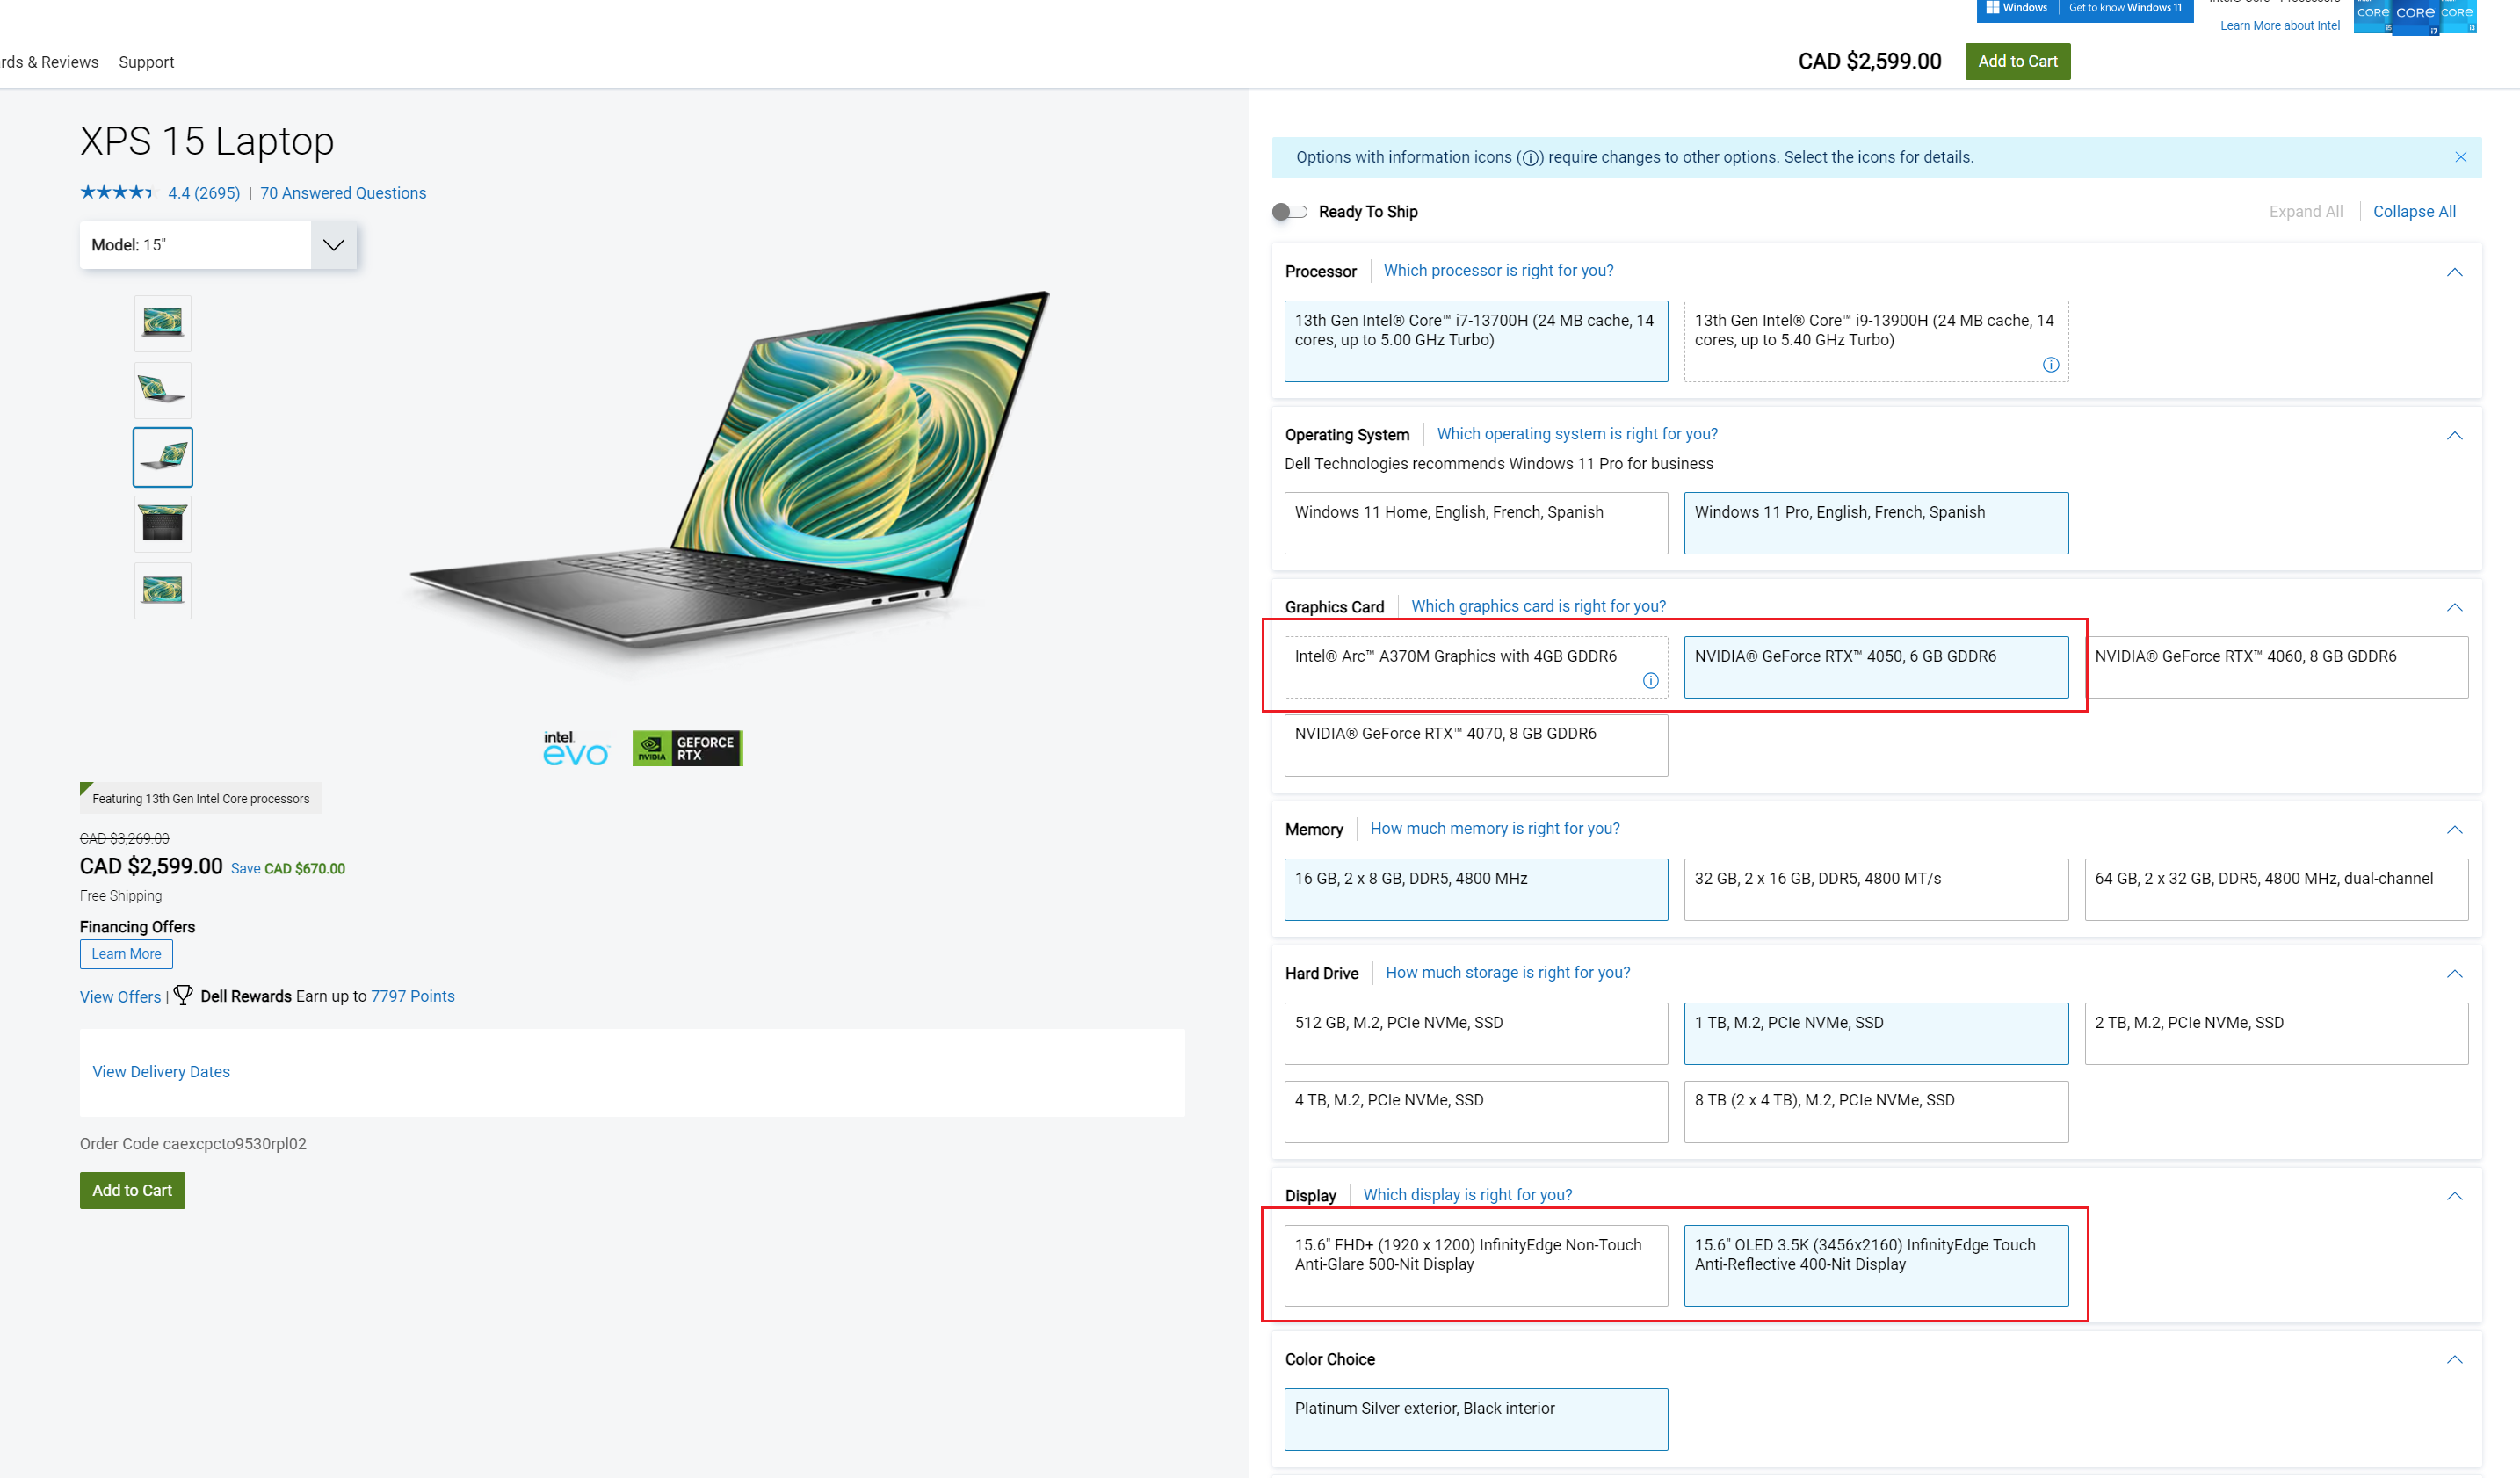 Windows | Get to know Windows 11
Learn More about Intel
CORE CORE CORE
i7
rds & Reviews Support
CAD $2,599.00 Add to Cart
XPS 15 Laptop
4.4 (2695) | 70 Answered Questions
Model: 15"
intel.
evo
NVIDIA
GEFORCE
RTX
Featuring 13th Gen Intel Core processors
CAD $3,269.00
CAD $2,599.00 Save CAD $670.00
Free Shipping
Financing Offers
Learn More
View Offers | Dell Rewards Earn up to 7797 Points
View Delivery Dates
Order Code caexcpcto9530rpl02
Add to Cart
Options with information icons (ⓘ) require changes to other options. Select the icons for details.
Ready To Ship
Expand All | Collapse All
Processor | Which processor is right for you?
13th Gen Intel® Core™ i7-13700H (24 MB cache, 14
cores, up to 5.00 GHz Turbo)
13th Gen Intel® Core™ i9-13900H (24 MB cache, 14
cores, up to 5.40 GHz Turbo)
Operating System | Which operating system is right for you?
Dell Technologies recommends Windows 11 Pro for business
Windows 11 Home, English, French, Spanish
Windows 11 Pro, English, French, Spanish
Graphics Card | Which graphics card is right for you?
Intel® Arc™ A370M Graphics with 4GB GDDR6
NVIDIA® GeForce RTX™ 4050, 6 GB GDDR6
NVIDIA® GeForce RTX™ 4060, 8 GB GDDR6
NVIDIA® GeForce RTX™ 4070, 8 GB GDDR6
Memory | How much memory is right for you?
16 GB, 2 x 8 GB, DDR5, 4800 MHz
32 GB, 2 x 16 GB, DDR5, 4800 MT/s
64 GB, 2 x 32 GB, DDR5, 4800 MHz, dual-channel
Hard Drive | How much storage is right for you?
512 GB, M.2, PCIe NVMe, SSD
1 TB, M.2, PCIe NVMe, SSD
2 TB, M.2, PCIe NVMe, SSD
4 TB, M.2, PCIe NVMe, SSD
8 TB (2 x 4 TB), M.2, PCIe NVMe, SSD
Display | Which display is right for you?
15.6" FHD+ (1920 x 1200) InfinityEdge Non-Touch
Anti-Glare 500-Nit Display
15.6" OLED 3.5K (3456x2160) InfinityEdge Touch
Anti-Reflective 400-Nit Display
Color Choice
Platinum Silver exterior, Black interior